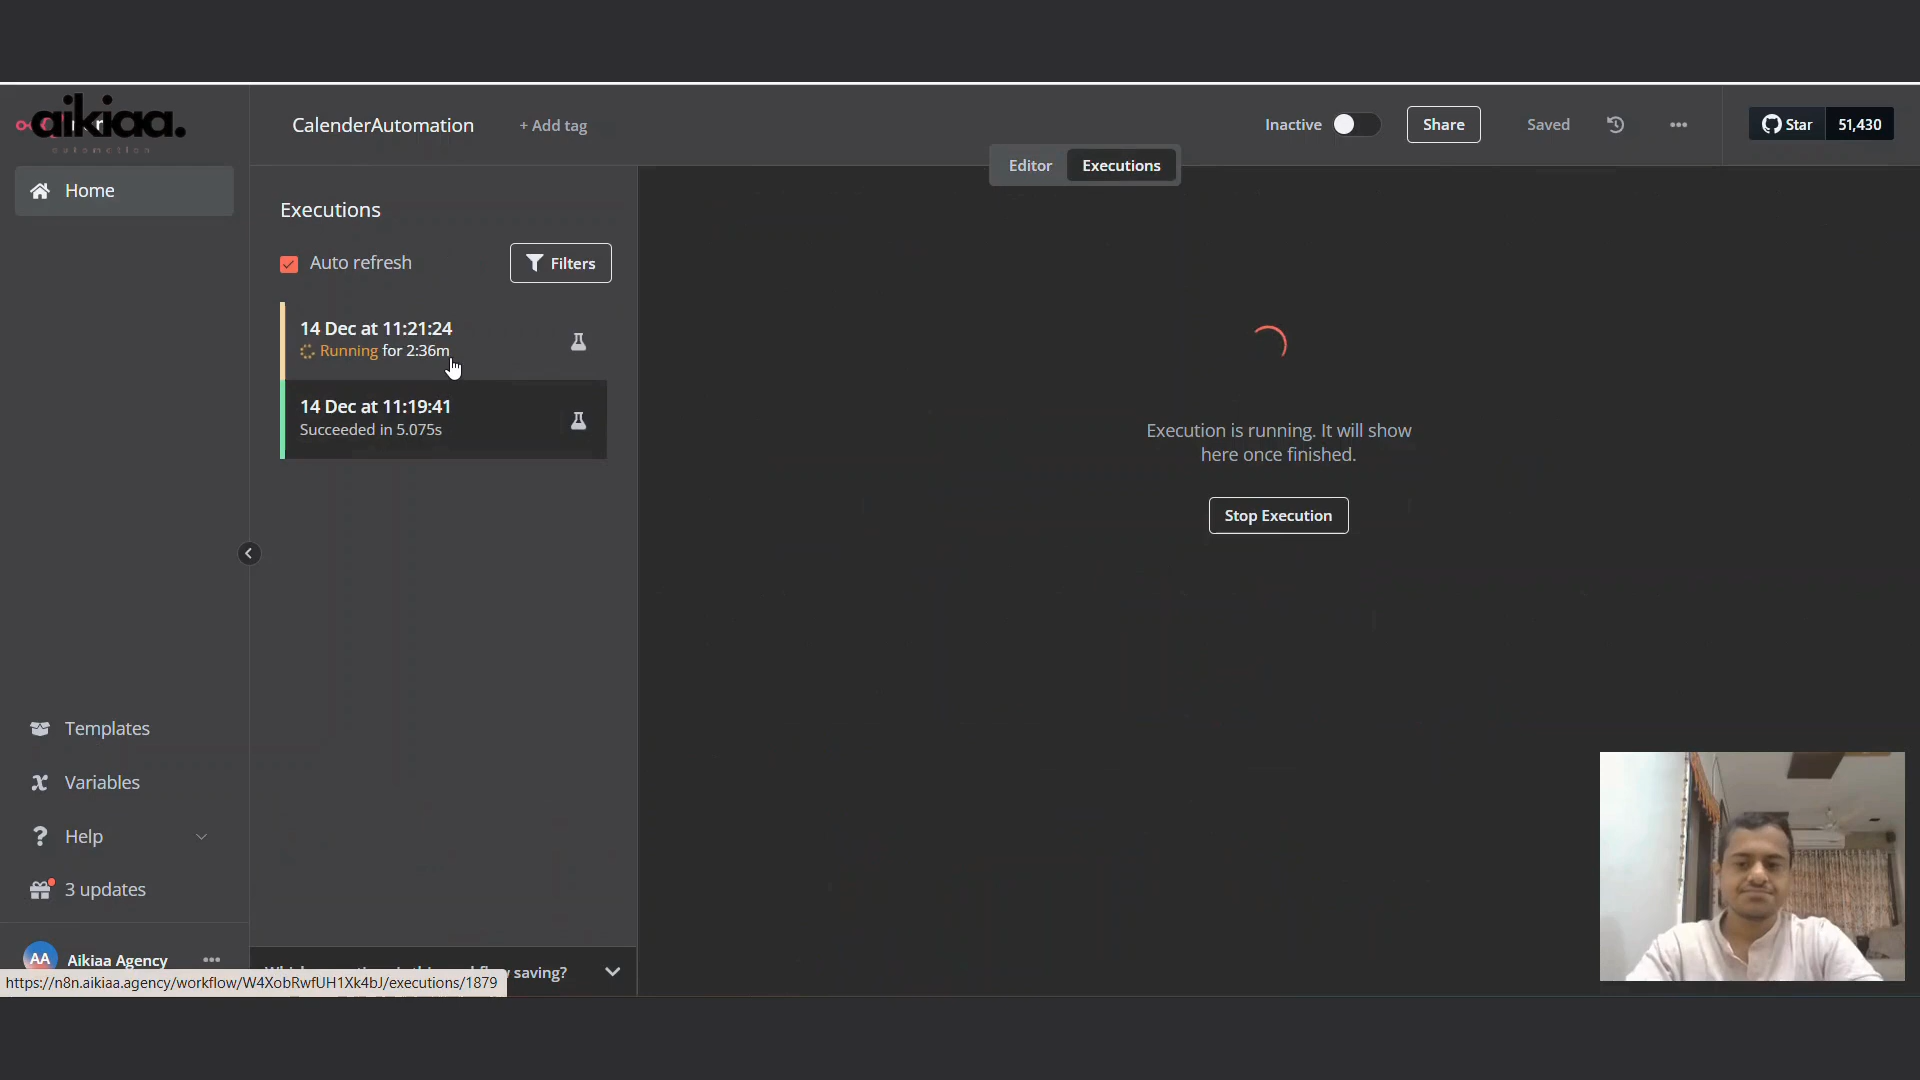 aikiaa.
automation
CalenderAutomation
+ Add tag
Inactive
Share
Saved
Star
51,430
Editor
Executions
Home
Executions
Auto refresh
Filters
14 Dec at 11:21:24
Running for 2:36m
14 Dec at 11:19:41
Succeeded in 5.075s
Execution is running. It will show
here once finished.
Stop Execution
Templates
Variables
Help
3 updates
AA
Aikiaa Agency
saving?
https://n8n.aikiaa.agency/workflow/W4XobRwfUH1Xk4bJ/executions/1879